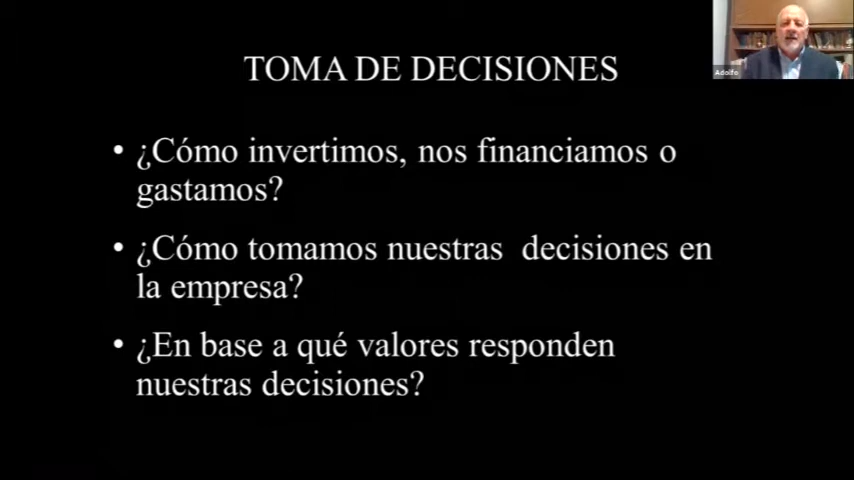 TOMA DE DECISIONES
Adolfo
• ¿Cómo invertimos, nos financiamos o
gastamos?
• ¿Cómo tomamos nuestras decisiones en
la empresa?
• ¿En base a qué valores responden
nuestras decisiones?